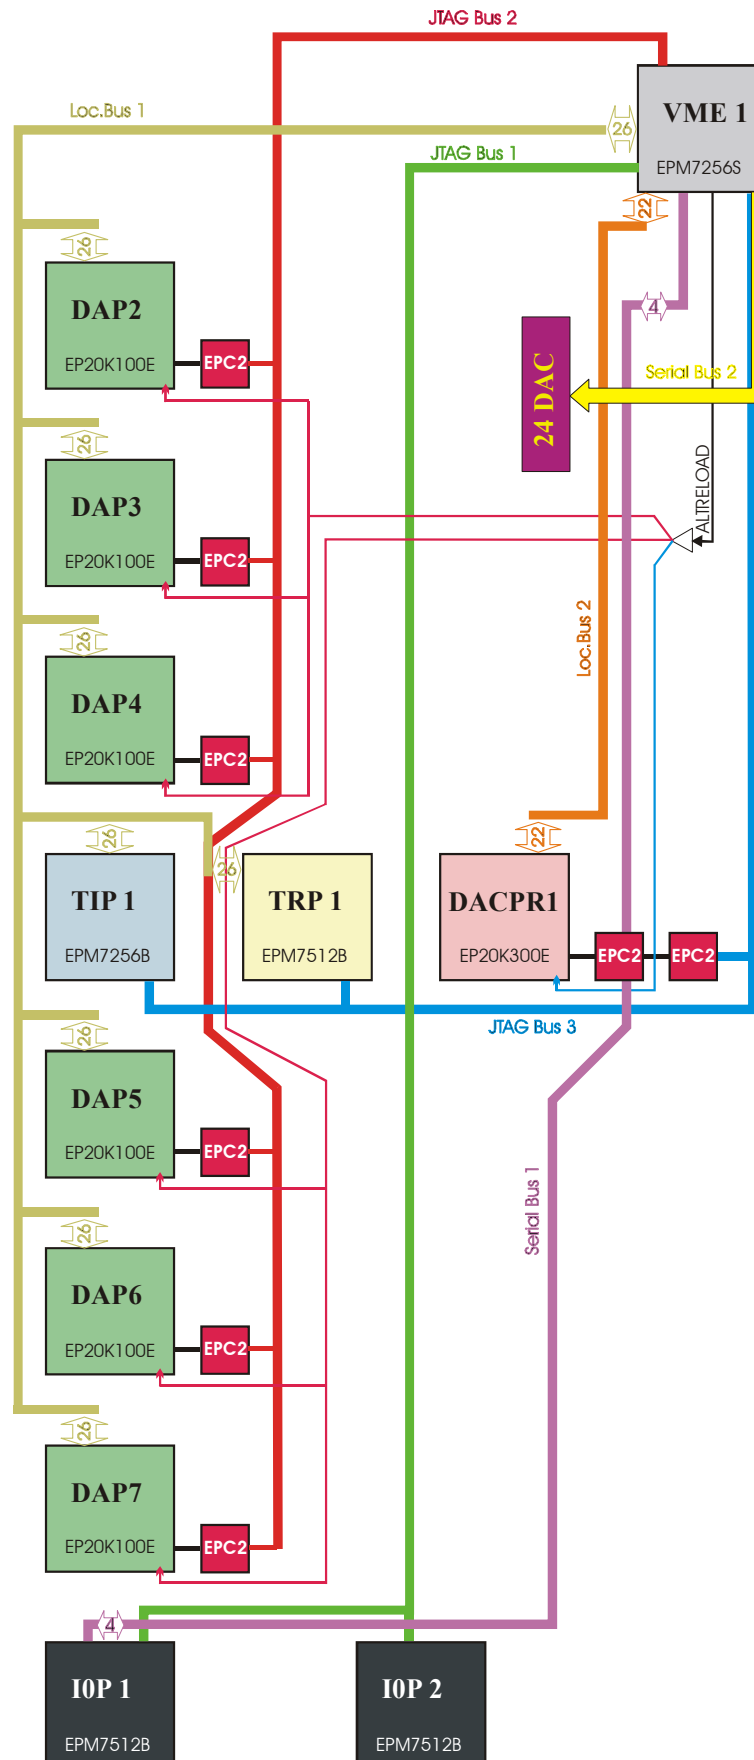 JTAG Bus 2
Loc.Bus 1
VME 1
26
JTAG Bus 1
EPM7256S
22
26
DAP2
4
EP20K100E
EPC2
Serial Bus 2
24 DAC
26
DAP3
ALTRELOAD
EP20K100E
EPC2
Loc.Bus 2
26
DAP4
EP20K100E
EPC2
26
22
26
TIP 1
TRP 1
DACPR1
EPM7256B
EPM7512B
EP20K300E
EPC2
EPC2
JTAG Bus 3
26
DAP5
EP20K100E
EPC2
Serial Bus 1
26
DAP6
EP20K100E
EPC2
26
DAP7
EP20K100E
EPC2
4
I0P 1
I0P 2
EPM7512B
EPM7512B